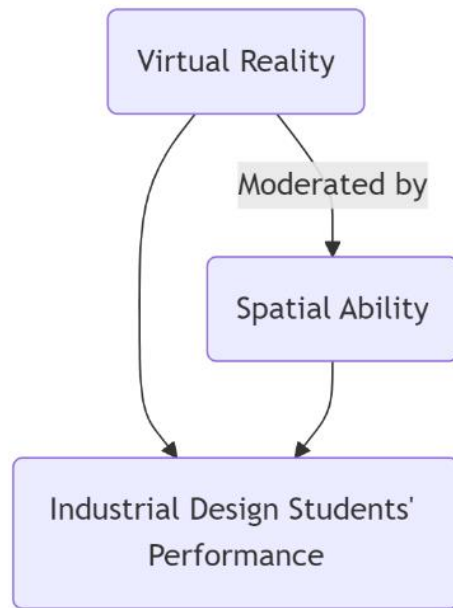 Virtual Reality
Moderated by
Spatial Ability
Industrial Design Students'
Performance